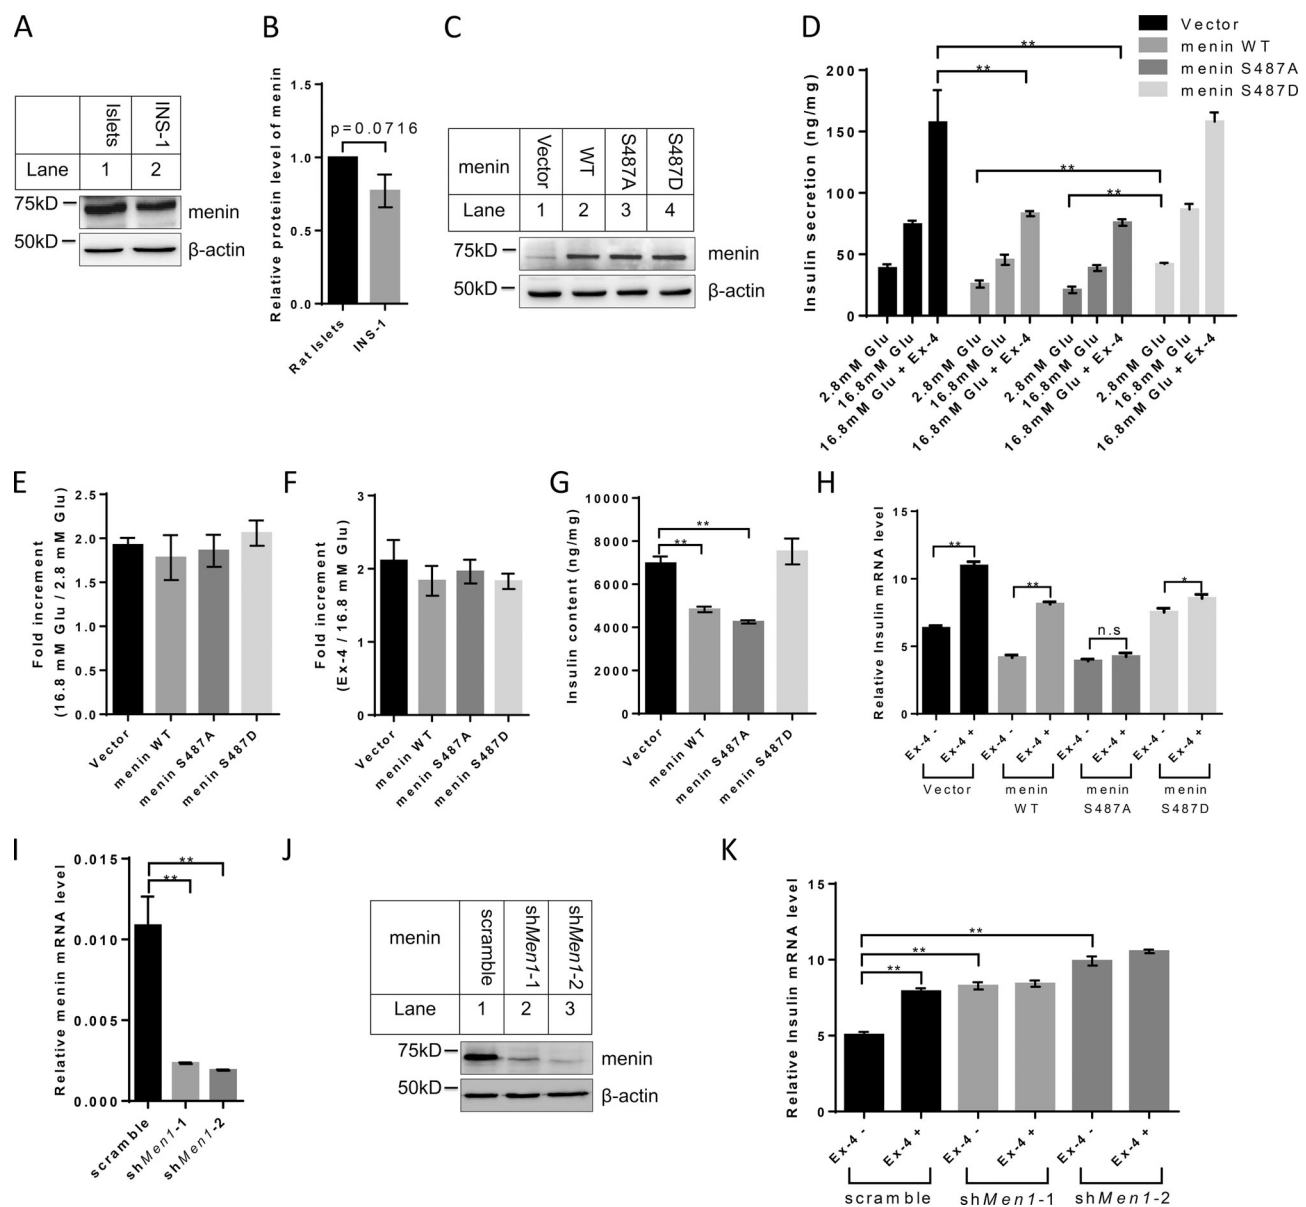 A
Islets
INS-1
Lane
1
2
75kD
menin
50kD
β-actin
B
Relative protein level of menin
1.5
1.0
0.5
0.0
p=0.0716
Rat Islets
INS-1
C
menin
Vector
WT
S487A
S487D
Lane
1
2
3
4
75kD
menin
50kD
β-actin
D
Vector
menin WT
menin S487A
menin S487D
Insulin secretion (ng/mg)
200
150
100
50
0
**
**
**
**
2.8mM Glu
16.8mM Glu
16.8mM Glu + Ex-4
2.8mM Glu
16.8mM Glu
16.8mM Glu + Ex-4
2.8mM Glu
16.8mM Glu
16.8mM Glu + Ex-4
2.8mM Glu
16.8mM Glu
16.8mM Glu + Ex-4
E
Fold increment
(16.8 mM Glu / 2.8 mM Glu)
2.5
2.0
1.5
1.0
0.5
0.0
Vector
menin WT
menin S487A
menin S487D
F
Fold increment
(Ex-4 / 16.8 mM Glu)
3
2
1
0
Vector
menin WT
menin S487A
menin S487D
G
Insulin content (ng/mg)
10000
8000
6000
4000
2000
0
**
**
Vector
menin WT
menin S487A
menin S487D
H
Relative Insulin mRNA level
15
10
5
0
**
**
n.s
*
Ex-4 -
Ex-4 +
Ex-4 -
Ex-4 +
Ex-4 -
Ex-4 +
Ex-4 -
Ex-4 +
Vector
menin
WT
menin
S487A
menin
S487D
I
Relative menin mRNA level
0.015
0.010
0.005
0.000
**
**
scramble
shMen1-1
shMen1-2
J
menin
scramble
shMen1-1
shMen1-2
Lane
1
2
3
75kD
menin
50kD
β-actin
K
Relative Insulin mRNA level
15
10
5
0
**
**
**
Ex-4 -
Ex-4 +
Ex-4 -
Ex-4 +
Ex-4 -
Ex-4 +
scramble
shMen1-1
shMen1-2